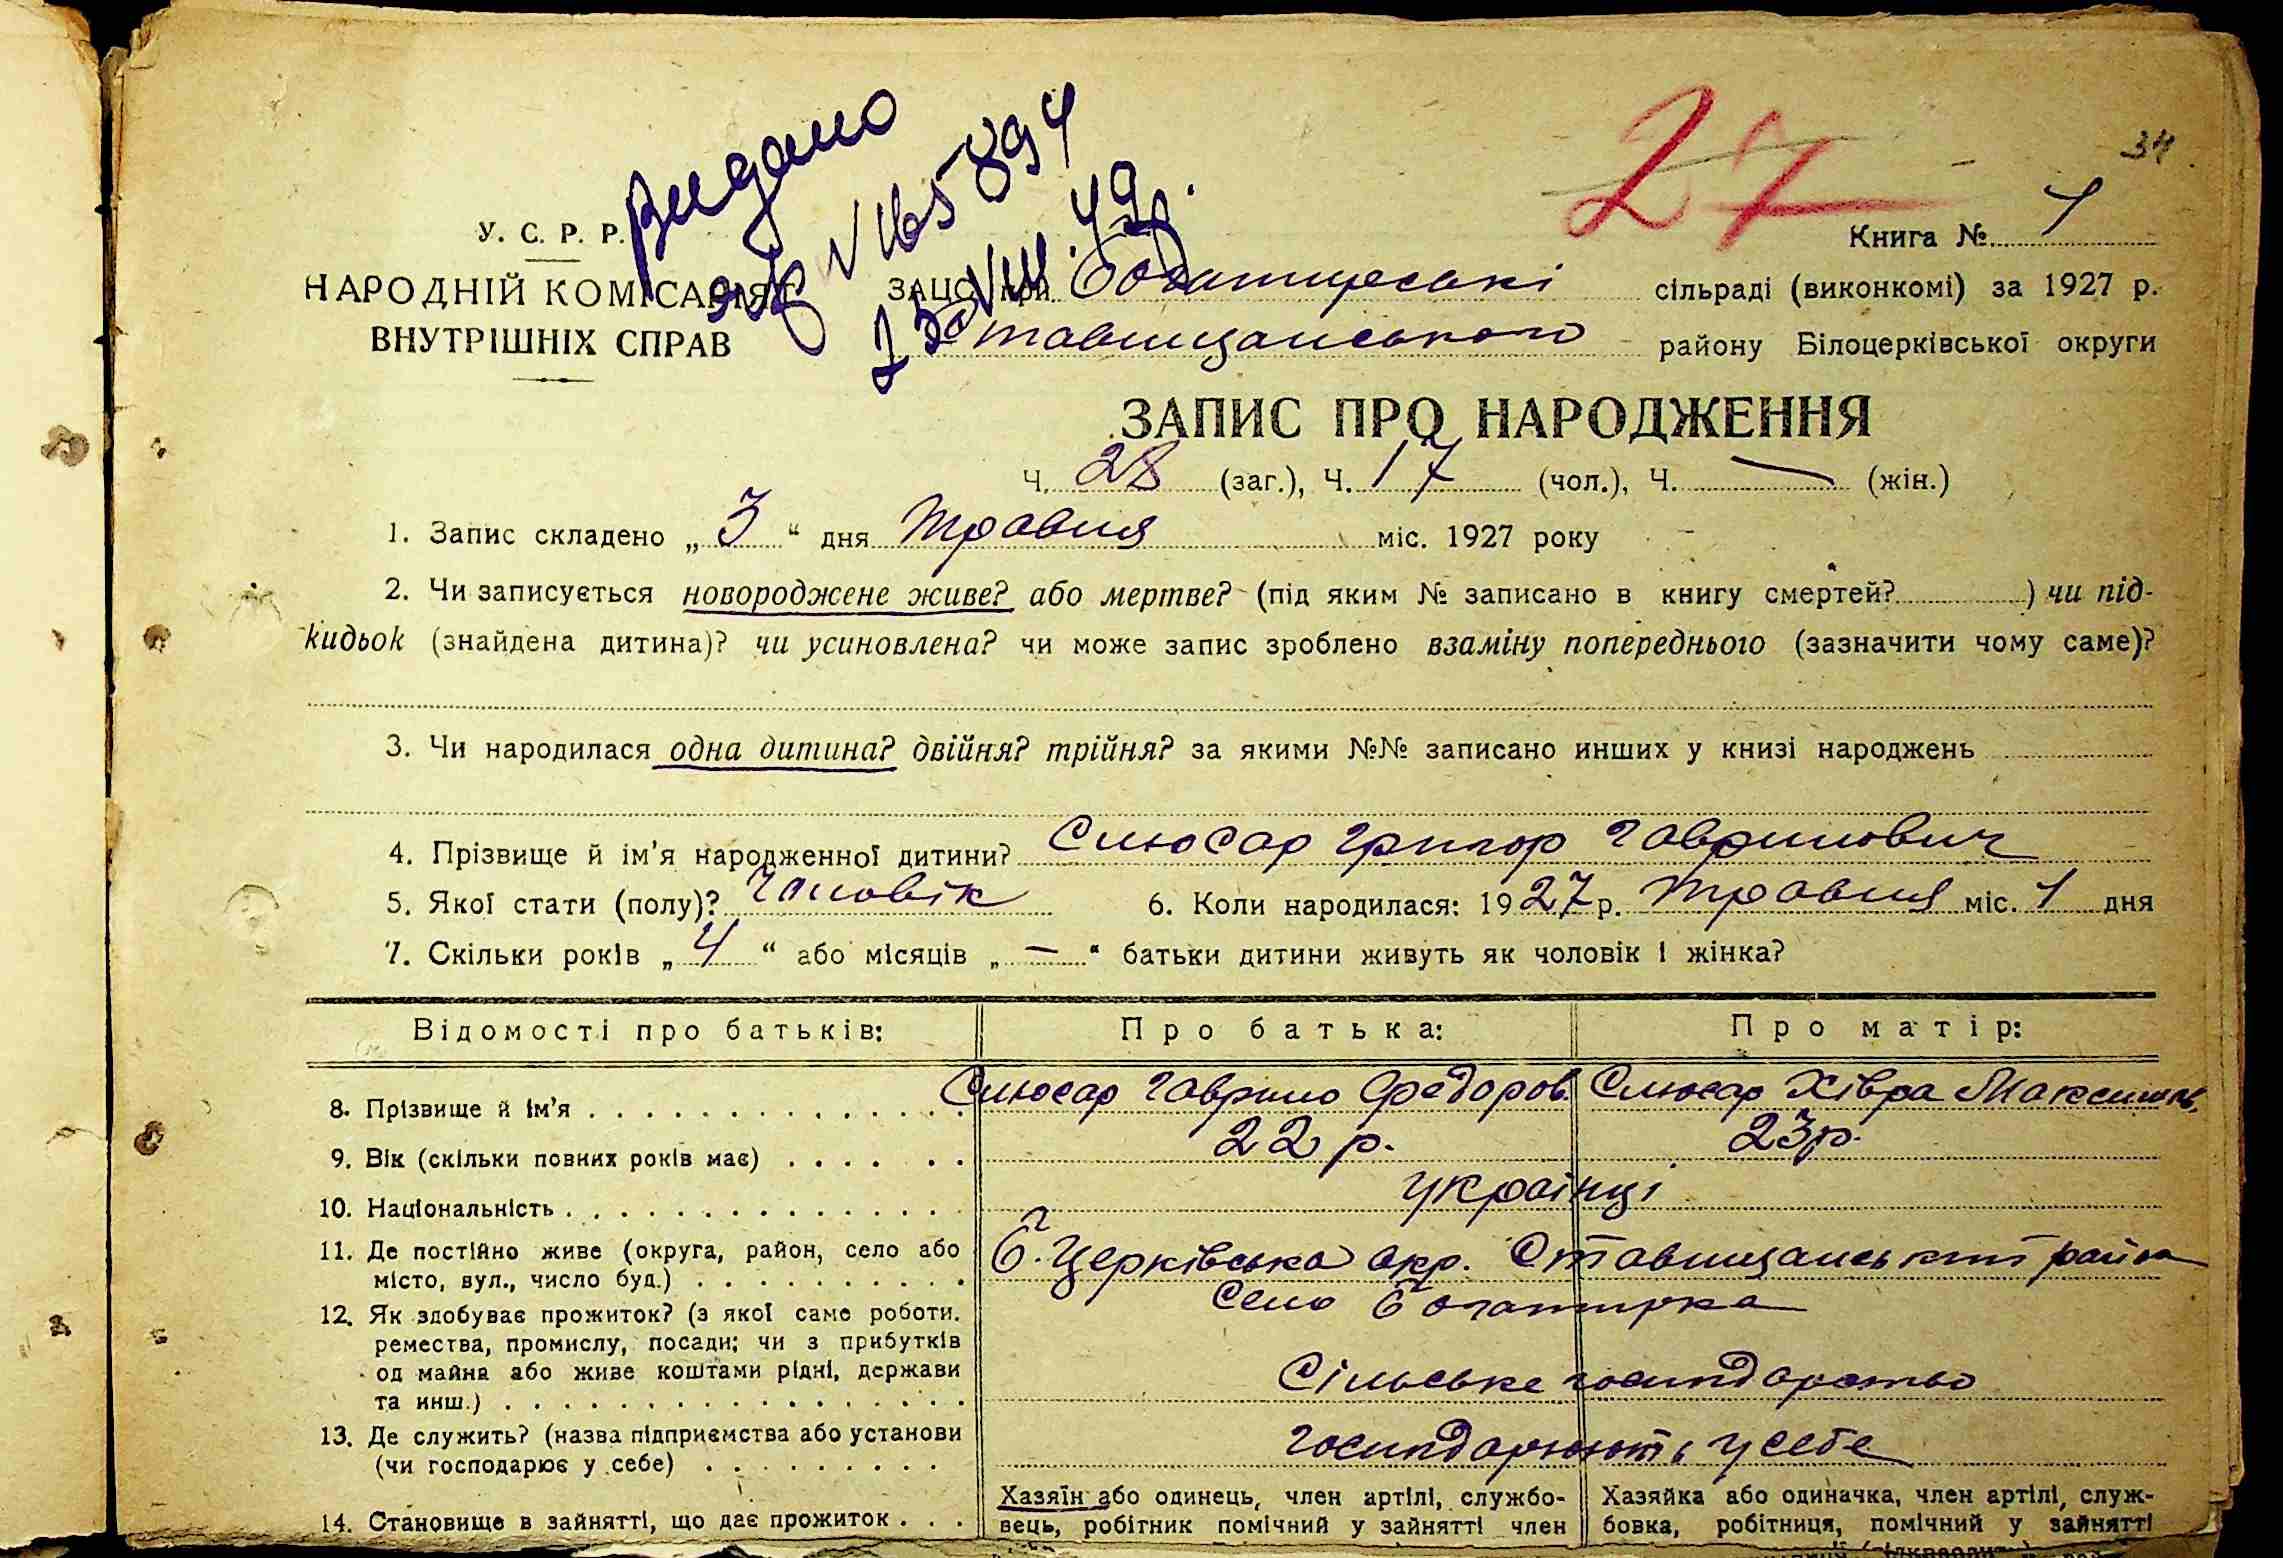 27
34
Видано
№ 165894
23 VIII. 49р.
У. С. Р. Р.
НАРОДНІЙ КОМІСАРІЯТ
ВНУТРІШНІХ СПРАВ
Книга № 1
ЗАЦС при Богатирській сільраді (виконкомі) за 1927 р.
Ставищанського району Білоцерківської округи
ЗАПИС ПРО НАРОДЖЕННЯ
Ч. 28 (заг.), Ч. 17 (чол.), Ч. — (жін.)
1. Запис складено „ 3 “ дня травня міс. 1927 року
2. Чи записується новороджене живе? або мертве? (під яким № записано в книгу смертей? ) чи під-
кидьок (знайдена дитина)? чи усиновлена? чи може запис зроблено взаміну попереднього (зазначити чому саме)?
3. Чи народилася одна дитина? двійня? трійня? за якими №№ записано инших у книзі народжень
4. Прізвище й ім’я народженної дитини? Слюсар Григор Гаврилович
5. Якої стати (полу)? чоловік 6. Коли народилася: 1927 р. травня міс. 1 дня
7. Скільки років „ 4 “ або місяців „ — “ батьки дитини живуть як чоловік і жінка?
Відомості про батьків: Про батька: Про матір:
8. Прізвище й ім’я Слюсар Гаврило Федоров. Слюсар Хівря Максимов.
9. Вік (скільки повних років має) 22 р. 23 р.
10. Національність українці
11. Де постійно живе (округа, район, село або Б. Церківська окр. Ставищанський район
місто, вул., число буд.) село Богатирка
12. Як здобуває прожиток? (з якої саме роботи,
ремества, промислу, посади; чи з прибутків
од майна або живе коштами рідні, держави Сільське господарство
та инш.)
13. Де служить? (назва підприємства або установи господарюють у себе
(чи господарює у себе)
14. Становище в зайнятті, що дає прожиток
Хазяїн або одинець, член артілі, службо-
вець, робітник помічний у зайнятті член
Хазяйка або одиначка, член артілі, служ-
бовка, робітниця, помічний у зайнятті